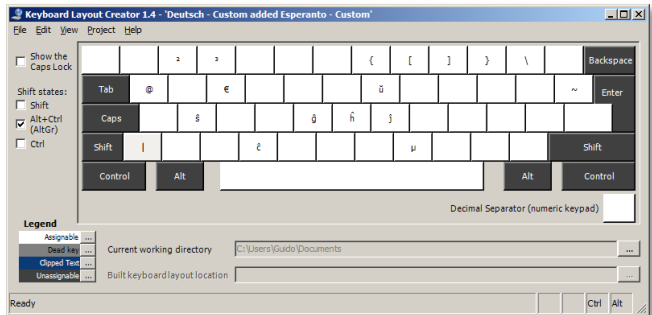 Keyboard Layout Creator 1.4 - 'Deutsch - Custom added Esperanto - Custom'
File Edit View Project Help
Show the Caps Lock
² ³ { [ ] } \ Backspace
Shift states:
Shift
Alt+Ctrl (AltGr)
Ctrl
Tab @ € ŭ ~ Enter
Caps ŝ ĝ ĥ ĵ
Shift | ĉ µ Shift
Control Alt Alt Control
Decimal Separator (numeric keypad)
Legend
Assignable ...
Dead key ...
Clipped Text ...
Unassignable ...
Current working directory C:\Users\Guido\Documents ...
Built keyboard layout location ...
Ready Ctrl Alt